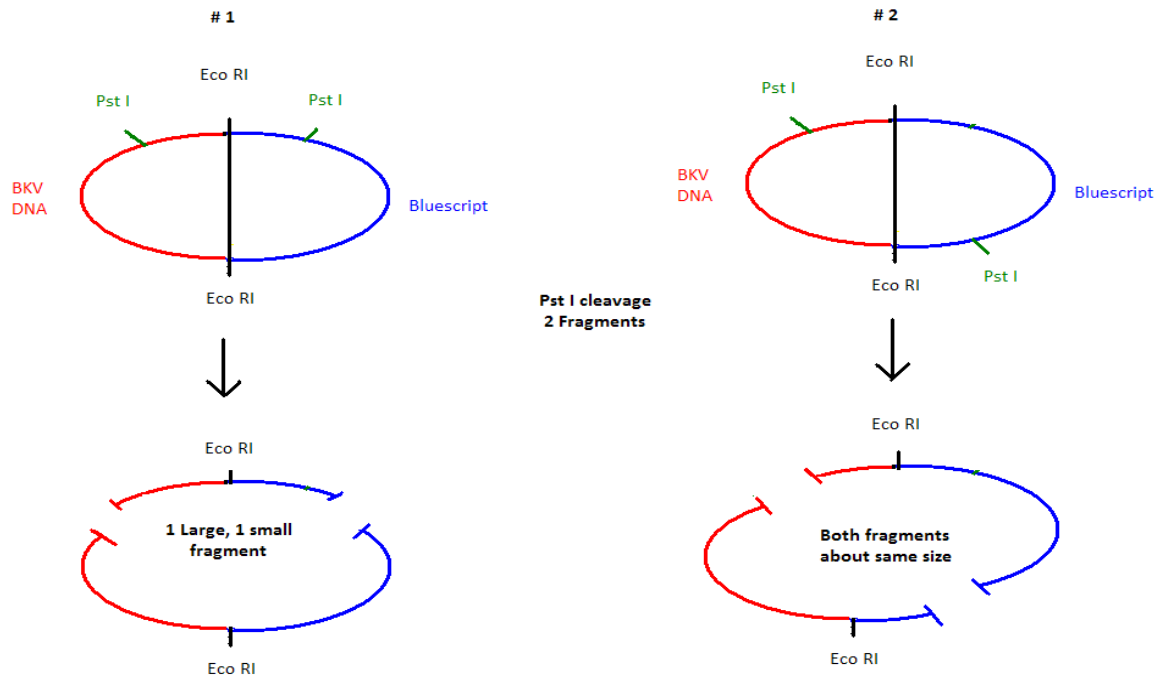 # 1
# 2
Eco RI
Eco RI
Pst I
Pst I
Pst I
BKV
DNA
Bluescript
BKV
DNA
Bluescript
Pst I
Eco RI
Eco RI
Pst I cleavage
2 Fragments
Eco RI
Eco RI
1 Large, 1 small
fragment
Both fragments
about same size
Eco RI
Eco RI